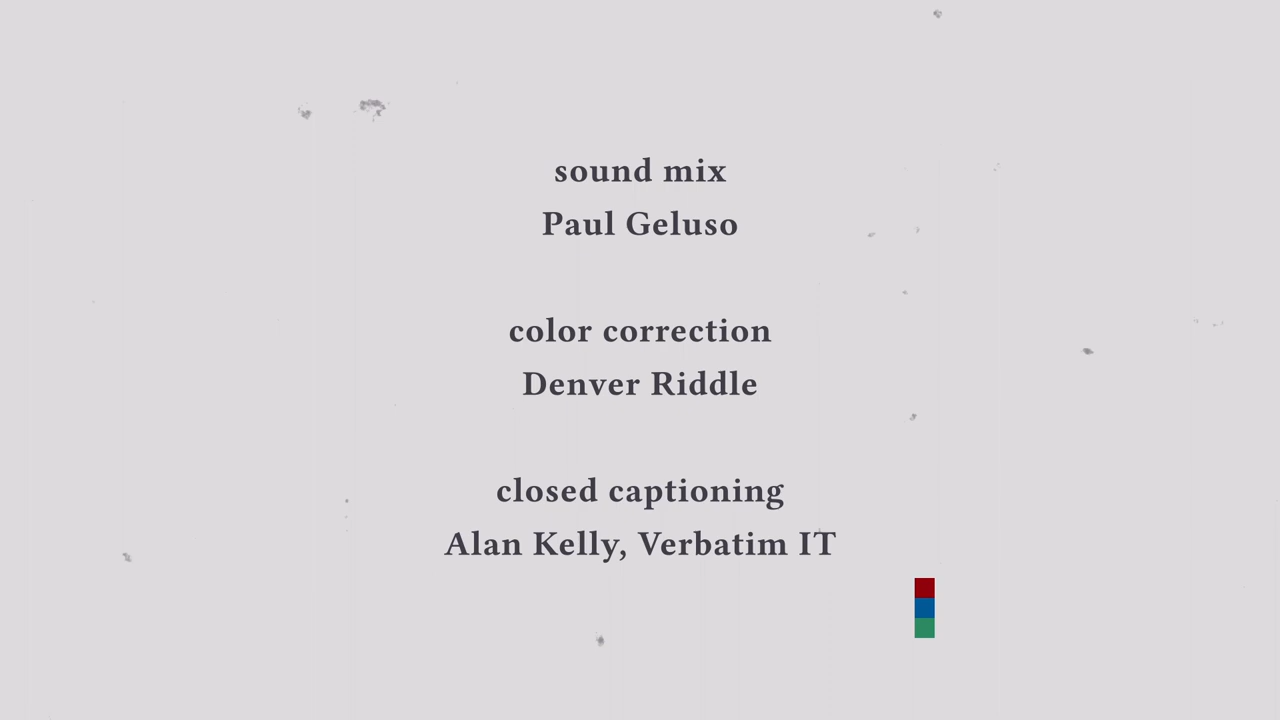 sound mix
Paul Geluso
color correction
Denver Riddle
closed captioning
Alan Kelly, Verbatim IT